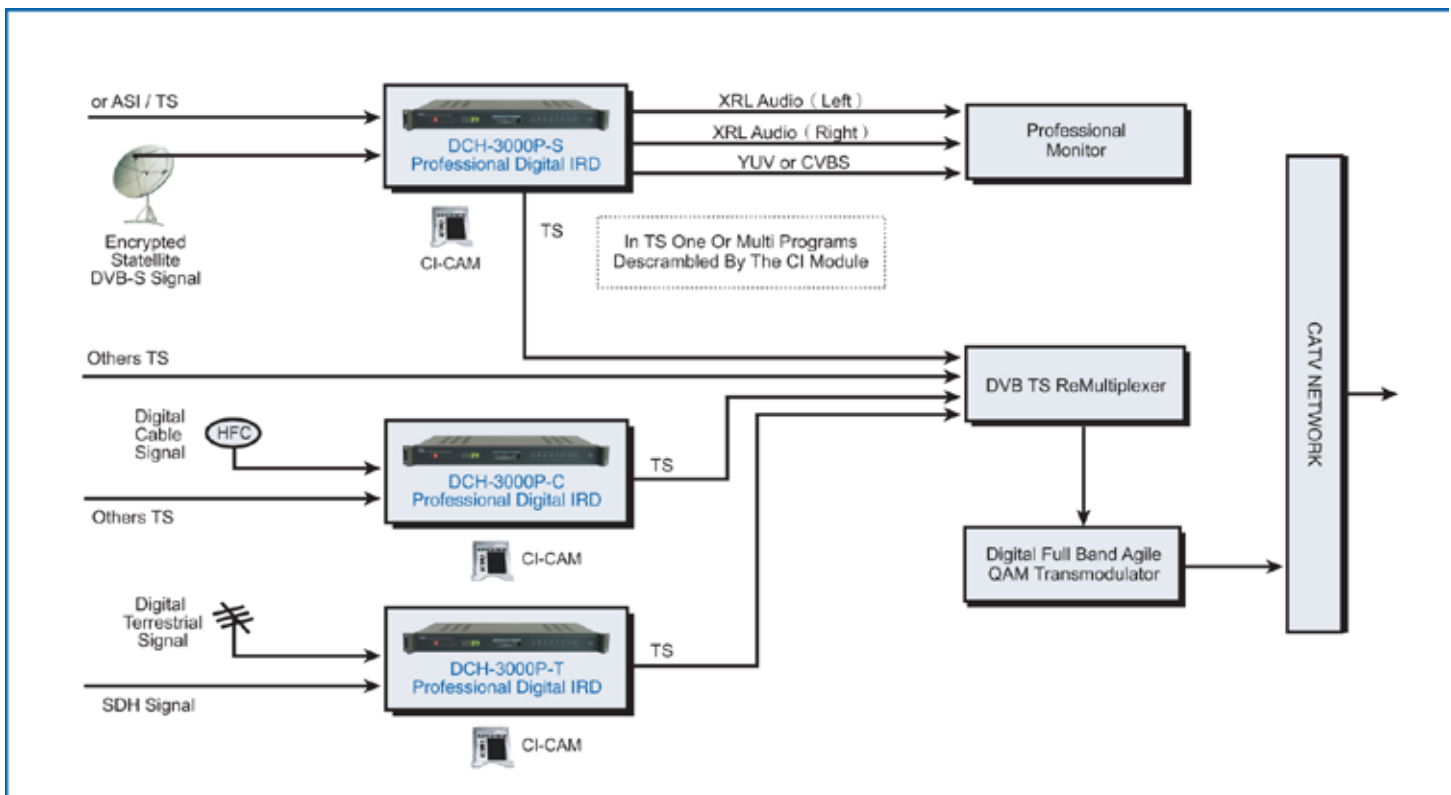 or ASI / TS
DCH-3000P-S
Professional Digital IRD
XRL Audio ( Left )
XRL Audio ( Right )
YUV or CVBS
Professional
Monitor
Encrypted
Statellite
DVB-S Signal
CI-CAM
TS
In TS One Or Multi Programs
Descrambled By The CI Module
Others TS
DVB TS ReMultiplexer
CATV NETWORK
Digital
Cable
Signal
HFC
DCH-3000P-C
Professional Digital IRD
TS
Others TS
CI-CAM
Digital Full Band Agile
QAM Transmodulator
Digital
Terrestrial
Signal
DCH-3000P-T
Professional Digital IRD
TS
SDH Signal
CI-CAM